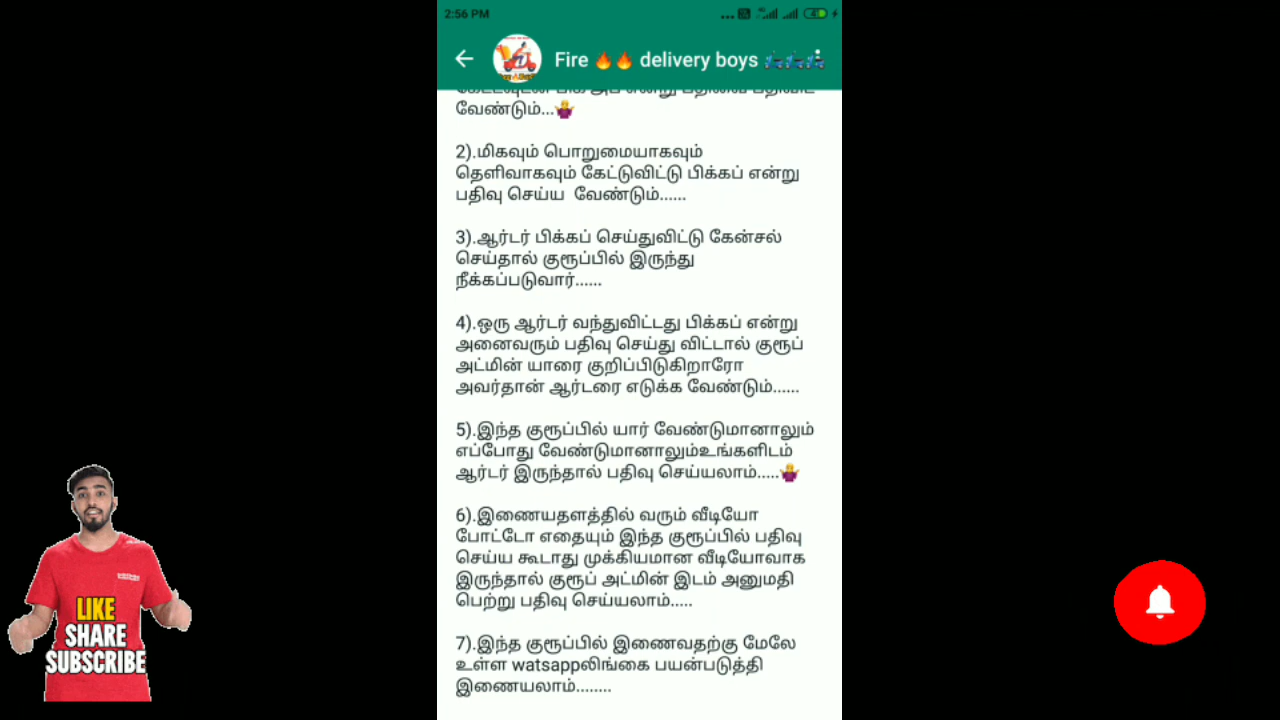 2:56 PM
Fire 🔥🔥 delivery boys 🛵🛵🛵
வேண்டும்...🤷‍♀️
2).மிகவும் பொறுமையாகவும்
தெளிவாகவும் கேட்டுவிட்டு பிக்கப் என்று
பதிவு செய்ய வேண்டும்......
3).ஆர்டர் பிக்கப் செய்துவிட்டு கேன்சல்
செய்தால் குரூப்பில் இருந்து
நீக்கப்படுவார்......
4).ஒரு ஆர்டர் வந்துவிட்டது பிக்கப் என்று
அனைவரும் பதிவு செய்து விட்டால் குரூப்
அட்மின் யாரை குறிப்பிடுகிறாரோ
அவர்தான் ஆர்டரை எடுக்க வேண்டும்......
5).இந்த குரூப்பில் யார் வேண்டுமானாலும்
எப்போது வேண்டுமானாலும்உங்களிடம்
ஆர்டர் இருந்தால் பதிவு செய்யலாம்.....🤷‍♀️
6).இணையதளத்தில் வரும் வீடியோ
போட்டோ எதையும் இந்த குரூப்பில் பதிவு
செய்ய கூடாது முக்கியமான வீடியோவாக
இருந்தால் குரூப் அட்மின் இடம் அனுமதி
பெற்று பதிவு செய்யலாம்.....
7).இந்த குரூப்பில் இணைவதற்கு மேலே
உள்ள watsappலிங்கை பயன்படுத்தி
இணையலாம்........
LIKE
SHARE
SUBSCRIBE